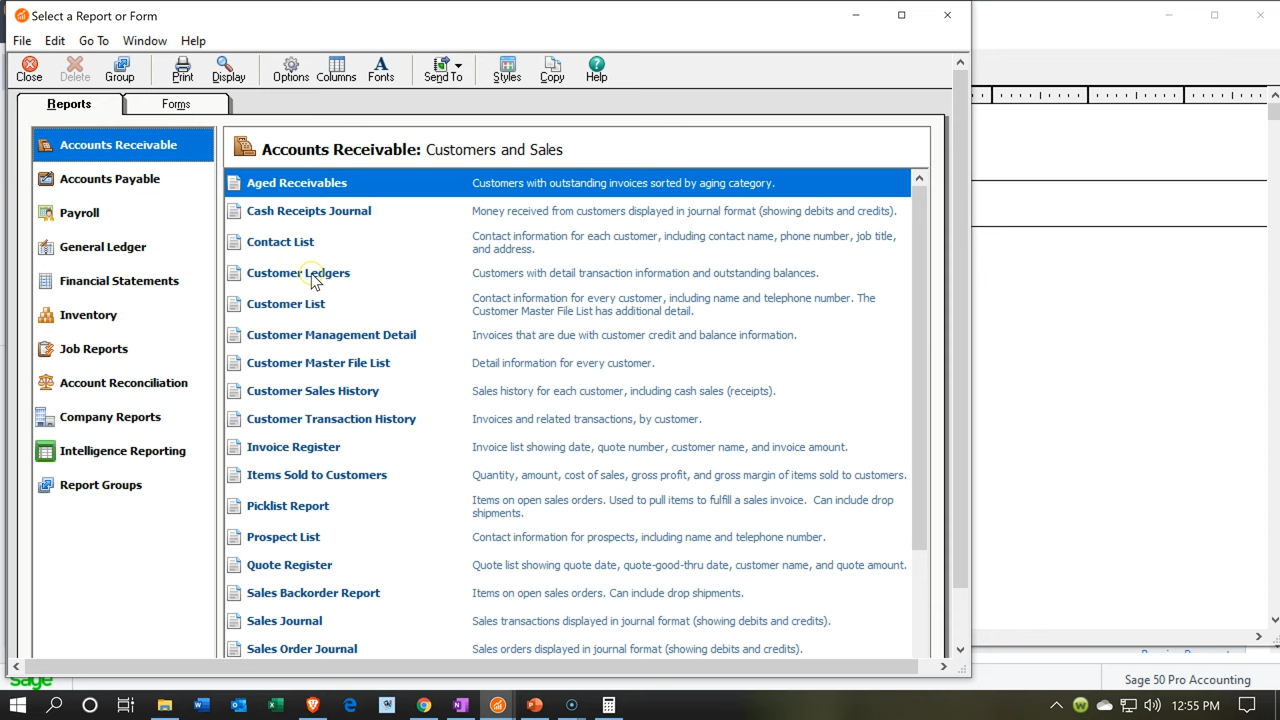 Select a Report or Form
File Edit Go To Window Help
Close Delete Group Print Display Options Columns Fonts Send To Styles Copy Help
Reports Forms
Accounts Receivable
Accounts Payable
Payroll
General Ledger
Financial Statements
Inventory
Job Reports
Account Reconciliation
Company Reports
Intelligence Reporting
Report Groups
Accounts Receivable: Customers and Sales
Aged Receivables Customers with outstanding invoices sorted by aging category.
Cash Receipts Journal Money received from customers displayed in journal format (showing debits and credits).
Contact List Contact information for each customer, including contact name, phone number, job title,
and address.
Customer Ledgers Customers with detail transaction information and outstanding balances.
Customer List Contact information for every customer, including name and telephone number. The
Customer Master File List has additional detail.
Customer Management Detail Invoices that are due with customer credit and balance information.
Customer Master File List Detail information for every customer.
Customer Sales History Sales history for each customer, including cash sales (receipts).
Customer Transaction History Invoices and related transactions, by customer.
Invoice Register Invoice list showing date, quote number, customer name, and invoice amount.
Items Sold to Customers Quantity, amount, cost of sales, gross profit, and gross margin of items sold to customers.
Picklist Report Items on open sales orders. Used to pull items to fulfill a sales invoice. Can include drop
shipments.
Prospect List Contact information for prospects, including name and telephone number.
Quote Register Quote list showing quote date, quote-good-thru date, customer name, and quote amount.
Sales Backorder Report Items on open sales orders. Can include drop shipments.
Sales Journal Sales transactions displayed in journal format (showing debits and credits).
Sales Order Journal Sales orders displayed in journal format (showing debits and credits).
sage
Sage 50 Pro Accounting
12:55 PM